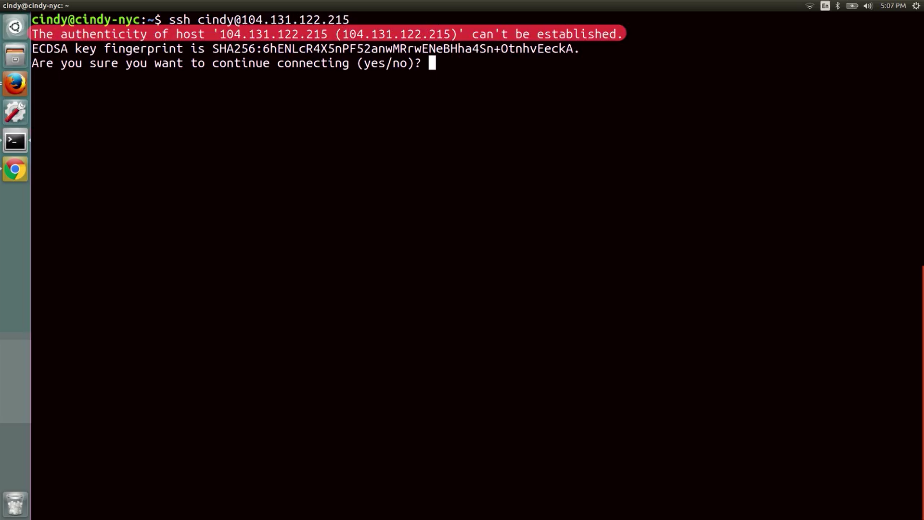 cindy@cindy-nyc: ~
En
5:07 PM
cindy@cindy-nyc:~$ ssh cindy@104.131.122.215
The authenticity of host '104.131.122.215 (104.131.122.215)' can't be established.
ECDSA key fingerprint is SHA256:6hENLcR4X5nPF52anwMRrwENeBHha4Sn+OtnhvEeckA.
Are you sure you want to continue connecting (yes/no)?